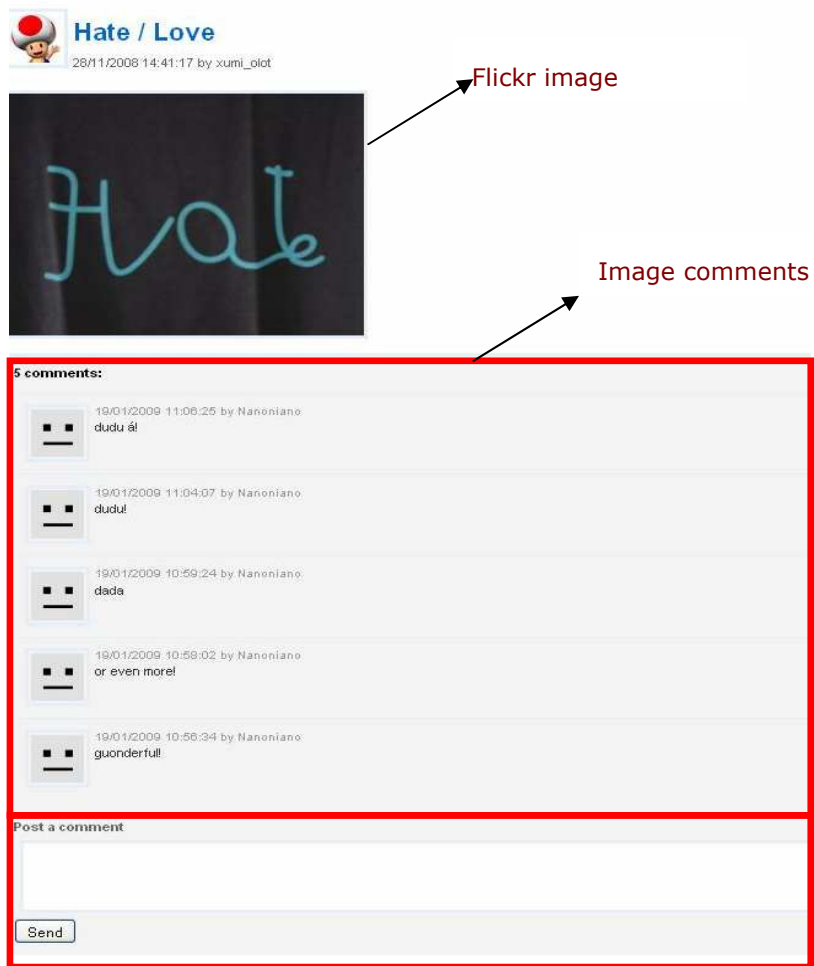 Hate / Love
28/11/2008 14:41:17 by xumi_olot
Flickr image
Hate
Image comments
5 comments:
19/01/2009 11:06:25 by Nanoniano
dudu á!
19/01/2009 11:04:07 by Nanoniano
dudu!
19/01/2009 10:59:24 by Nanoniano
dada
19/01/2009 10:58:02 by Nanoniano
or even more!
19/01/2009 10:56:34 by Nanoniano
guonderful!
Post a comment
Send